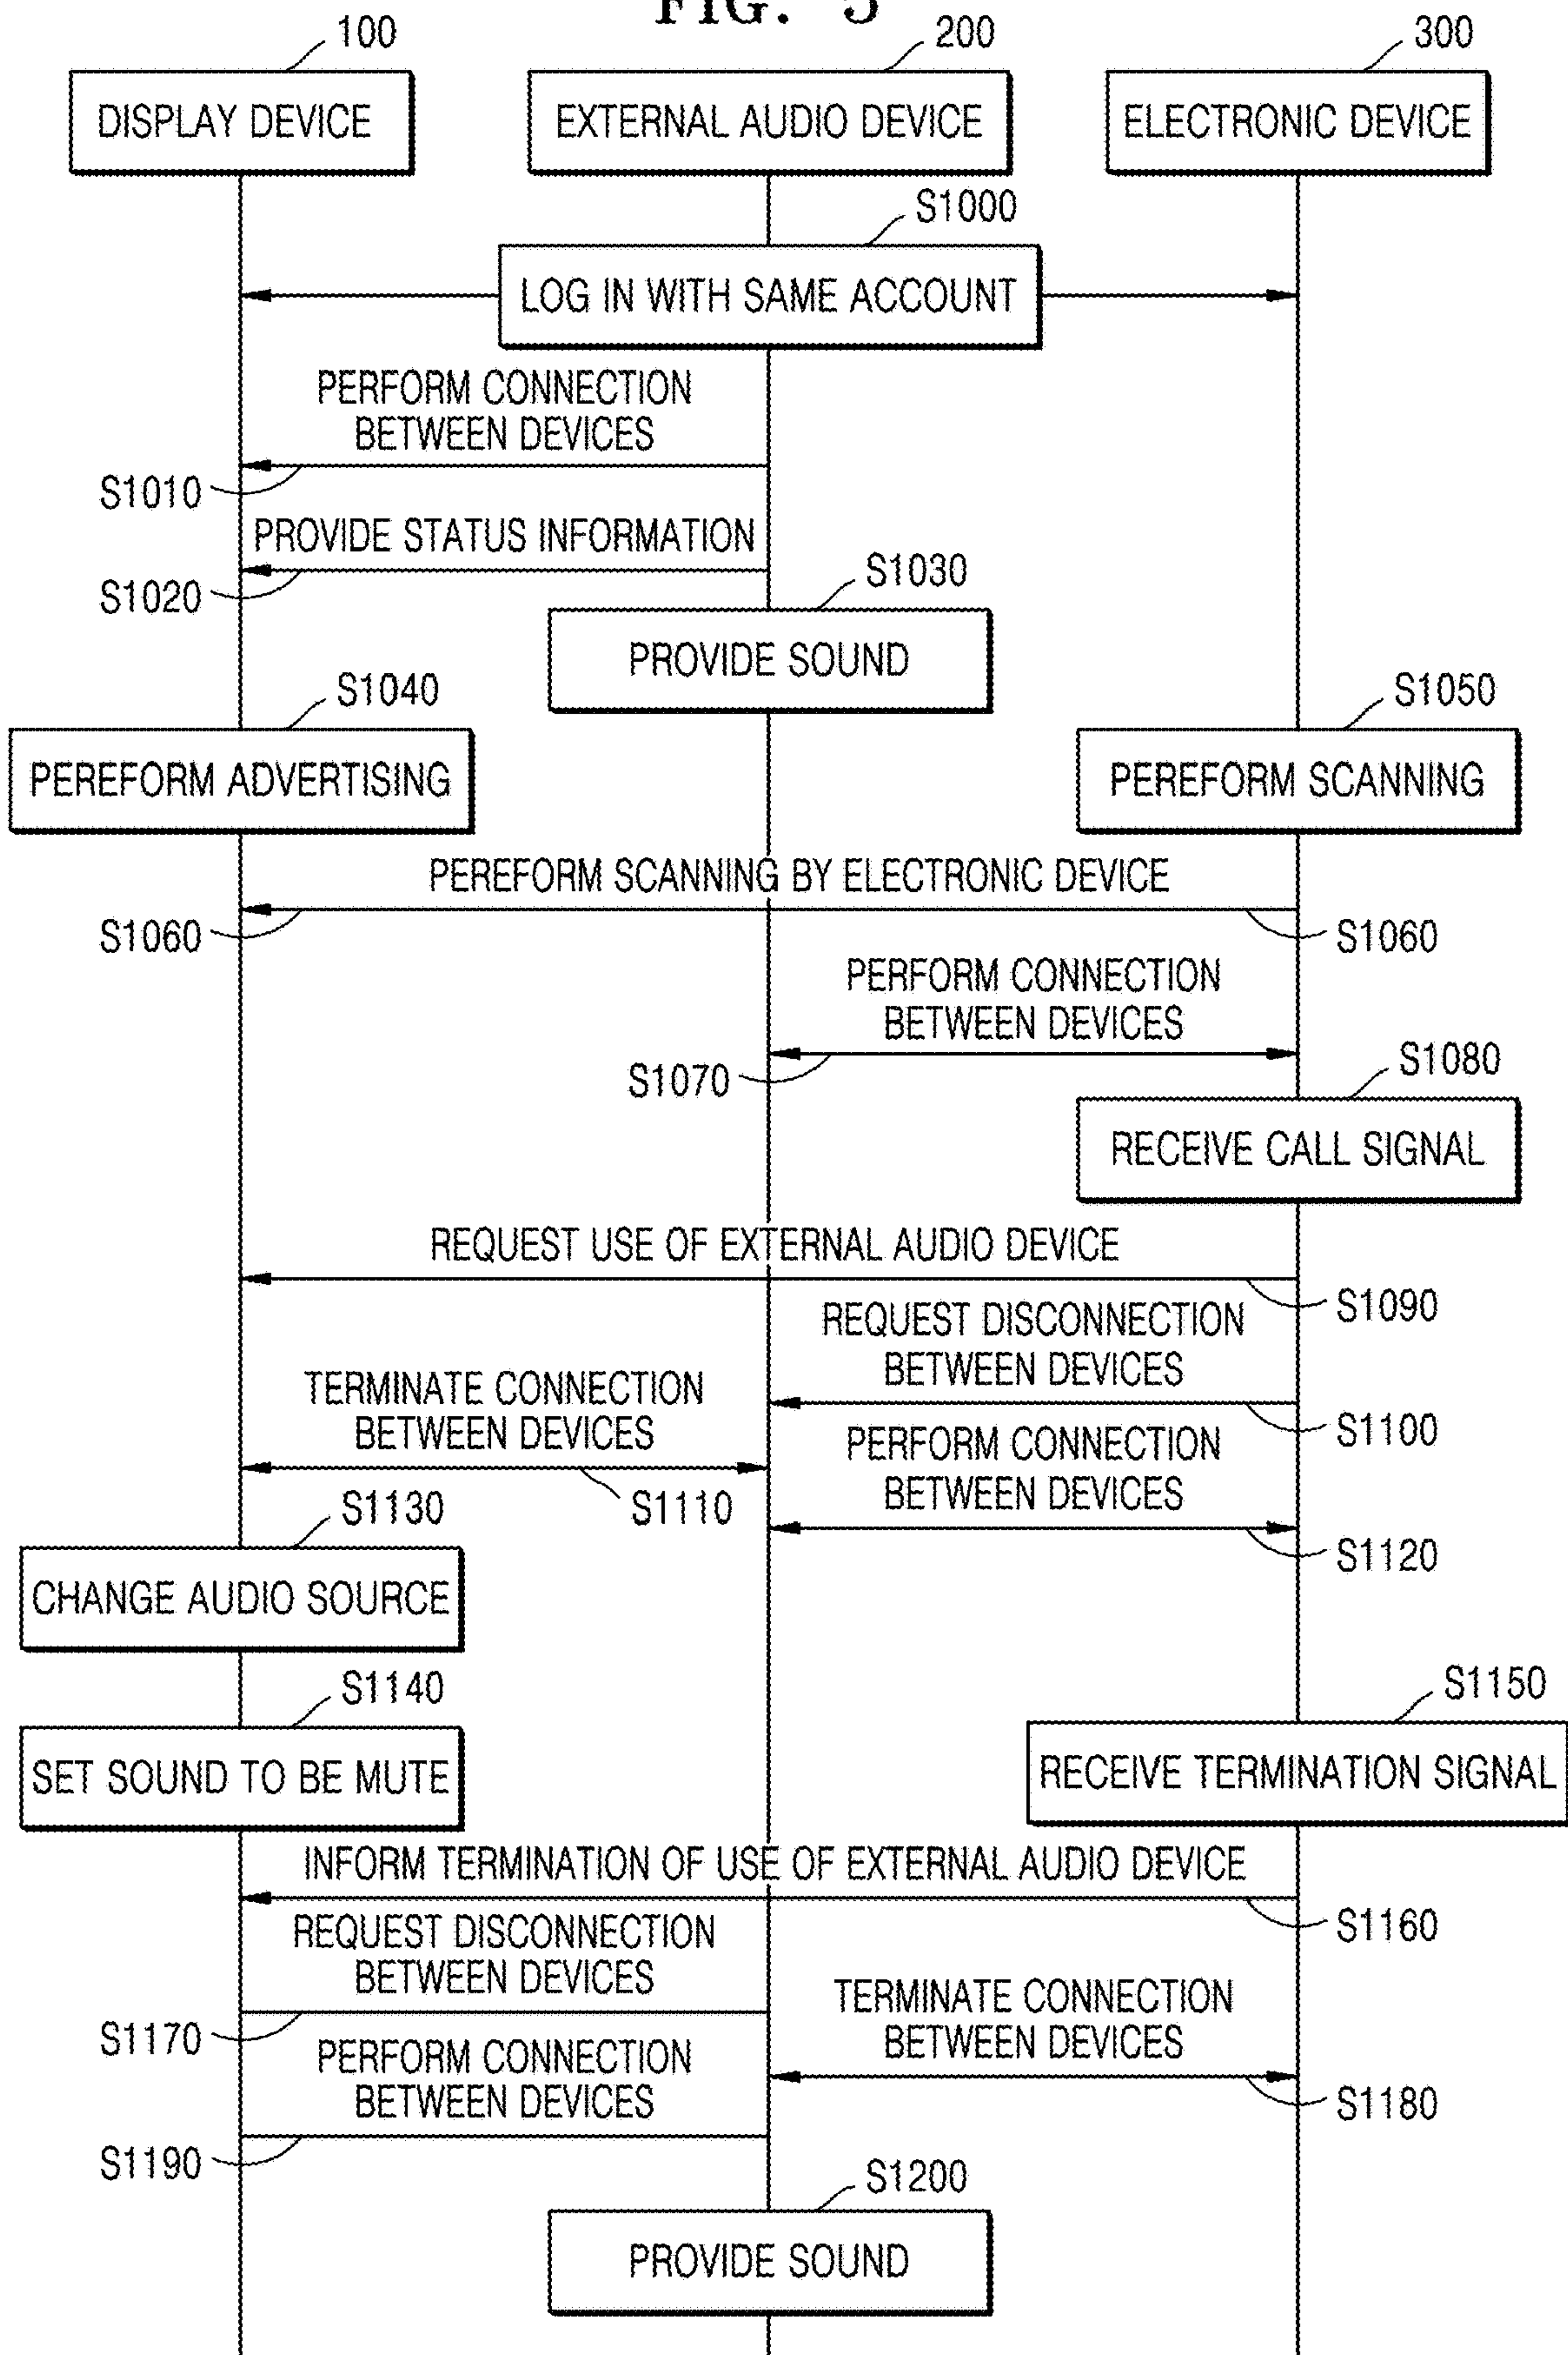 FIG. 5
100
200
300
DISPLAY DEVICE
EXTERNAL AUDIO DEVICE
ELECTRONIC DEVICE
S1000
LOG IN WITH SAME ACCOUNT
PERFORM CONNECTION
BETWEEN DEVICES
S1010
PROVIDE STATUS INFORMATION
S1020
S1030
PROVIDE SOUND
S1040
S1050
PEREFORM ADVERTISING
PEREFORM SCANNING
PEREFORM SCANNING BY ELECTRONIC DEVICE
S1060
S1060
PERFORM CONNECTION
BETWEEN DEVICES
S1070
S1080
RECEIVE CALL SIGNAL
REQUEST USE OF EXTERNAL AUDIO DEVICE
S1090
REQUEST DISCONNECTION
BETWEEN DEVICES
S1100
TERMINATE CONNECTION
BETWEEN DEVICES
S1110
PERFORM CONNECTION
BETWEEN DEVICES
S1120
S1130
CHANGE AUDIO SOURCE
S1140
S1150
SET SOUND TO BE MUTE
RECEIVE TERMINATION SIGNAL
INFORM TERMINATION OF USE OF EXTERNAL AUDIO DEVICE
S1160
REQUEST DISCONNECTION
BETWEEN DEVICES
S1170
TERMINATE CONNECTION
BETWEEN DEVICES
S1180
PERFORM CONNECTION
BETWEEN DEVICES
S1190
S1200
PROVIDE SOUND